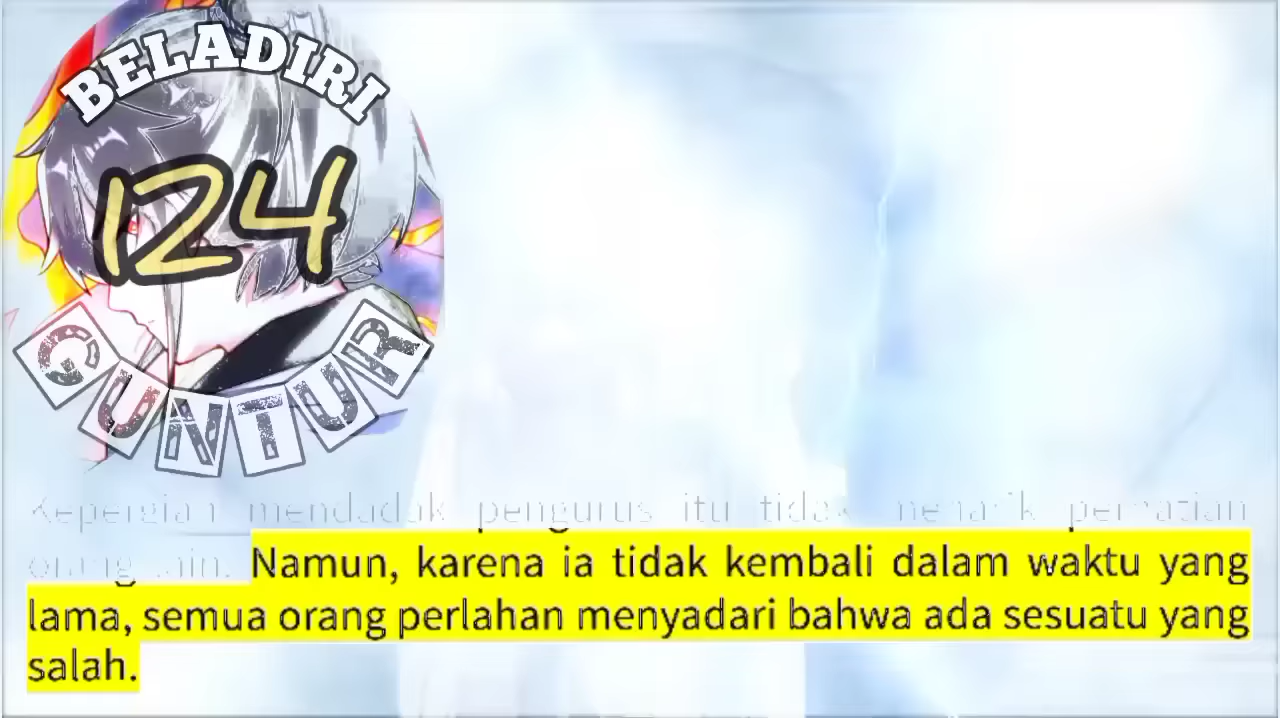 BELADIRI
124
GUNTUR
Kepergian mendadak pengurus itu tidak menarik perhatian
orang lain. Namun, karena ia tidak kembali dalam waktu yang
lama, semua orang perlahan menyadari bahwa ada sesuatu yang
salah.